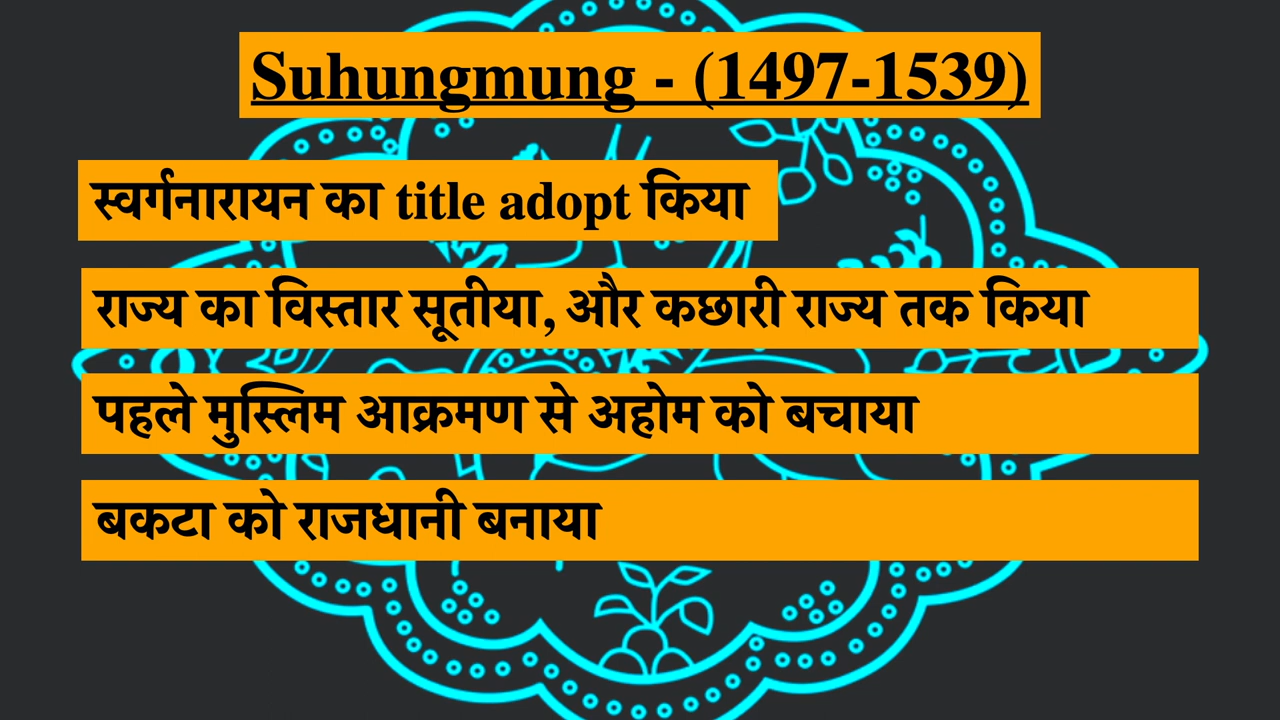 Suhungmung - (1497-1539)
स्वर्गनारायन का title adopt किया
राज्य का विस्तार सूतीया, और कछारी राज्य तक किया
पहले मुस्लिम आक्रमण से अहोम को बचाया
बकटा को राजधानी बनाया